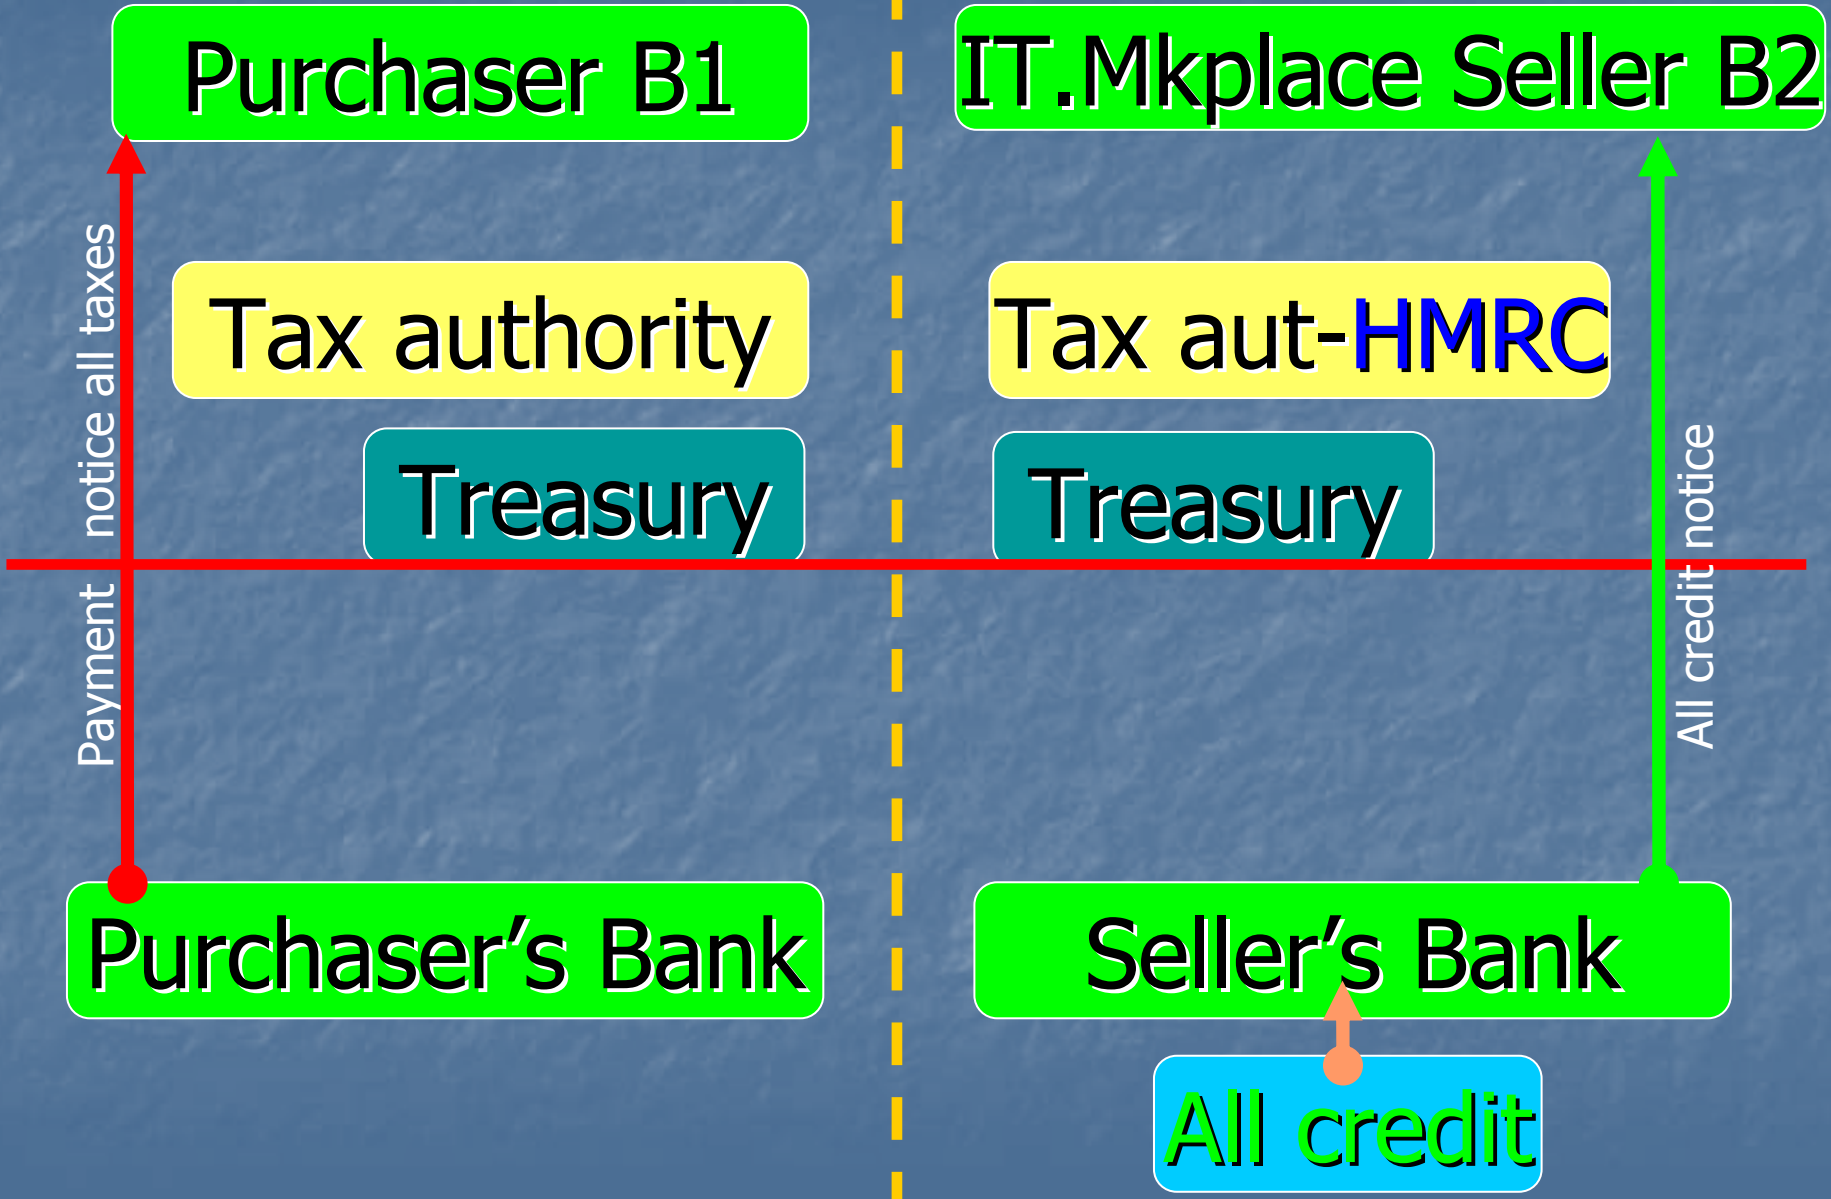 Purchaser B1
IT.Mkplace Seller B2
Payment notice all taxes
Tax authority
Tax aut-HMRC
Treasury
Treasury
All credit notice
Purchaser’s Bank
Seller’s Bank
All credit